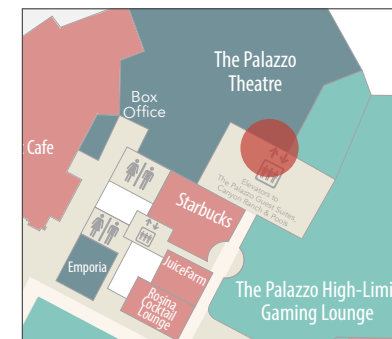 The Palazzo
Theatre
Box
Office
Cafe
Elevators to
The Palazzo Guest Suites,
Canyon Ranch & Pools
Starbucks
Emporia
JuiceFarm
Rosina
Cocktail
Lounge
The Palazzo High-Limi
Gaming Lounge